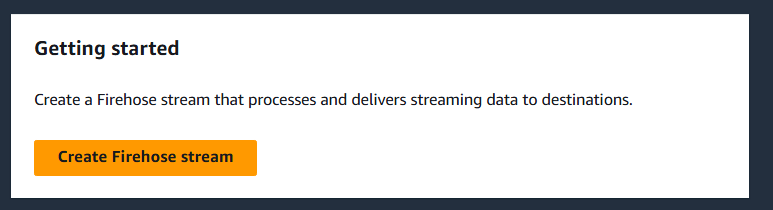 Getting started
Create a Firehose stream that processes and delivers streaming data to destinations.
Create Firehose stream